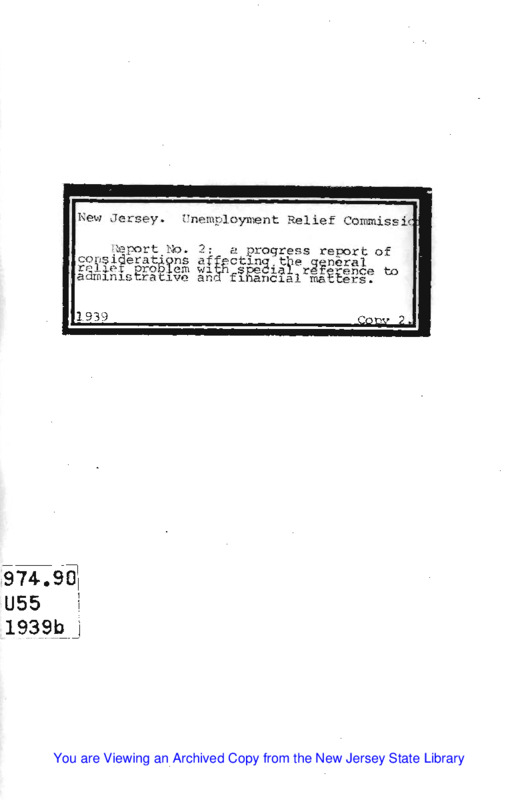 New Jersey. Unemployment Relief Commissio
Report No. 2; a progress report of
considerations affecting the general
relief problem with special reference to
administrative and financial matters.
1939 Copy 2.
974.90
U55
1939b
You are Viewing an Archived Copy from the New Jersey State Library